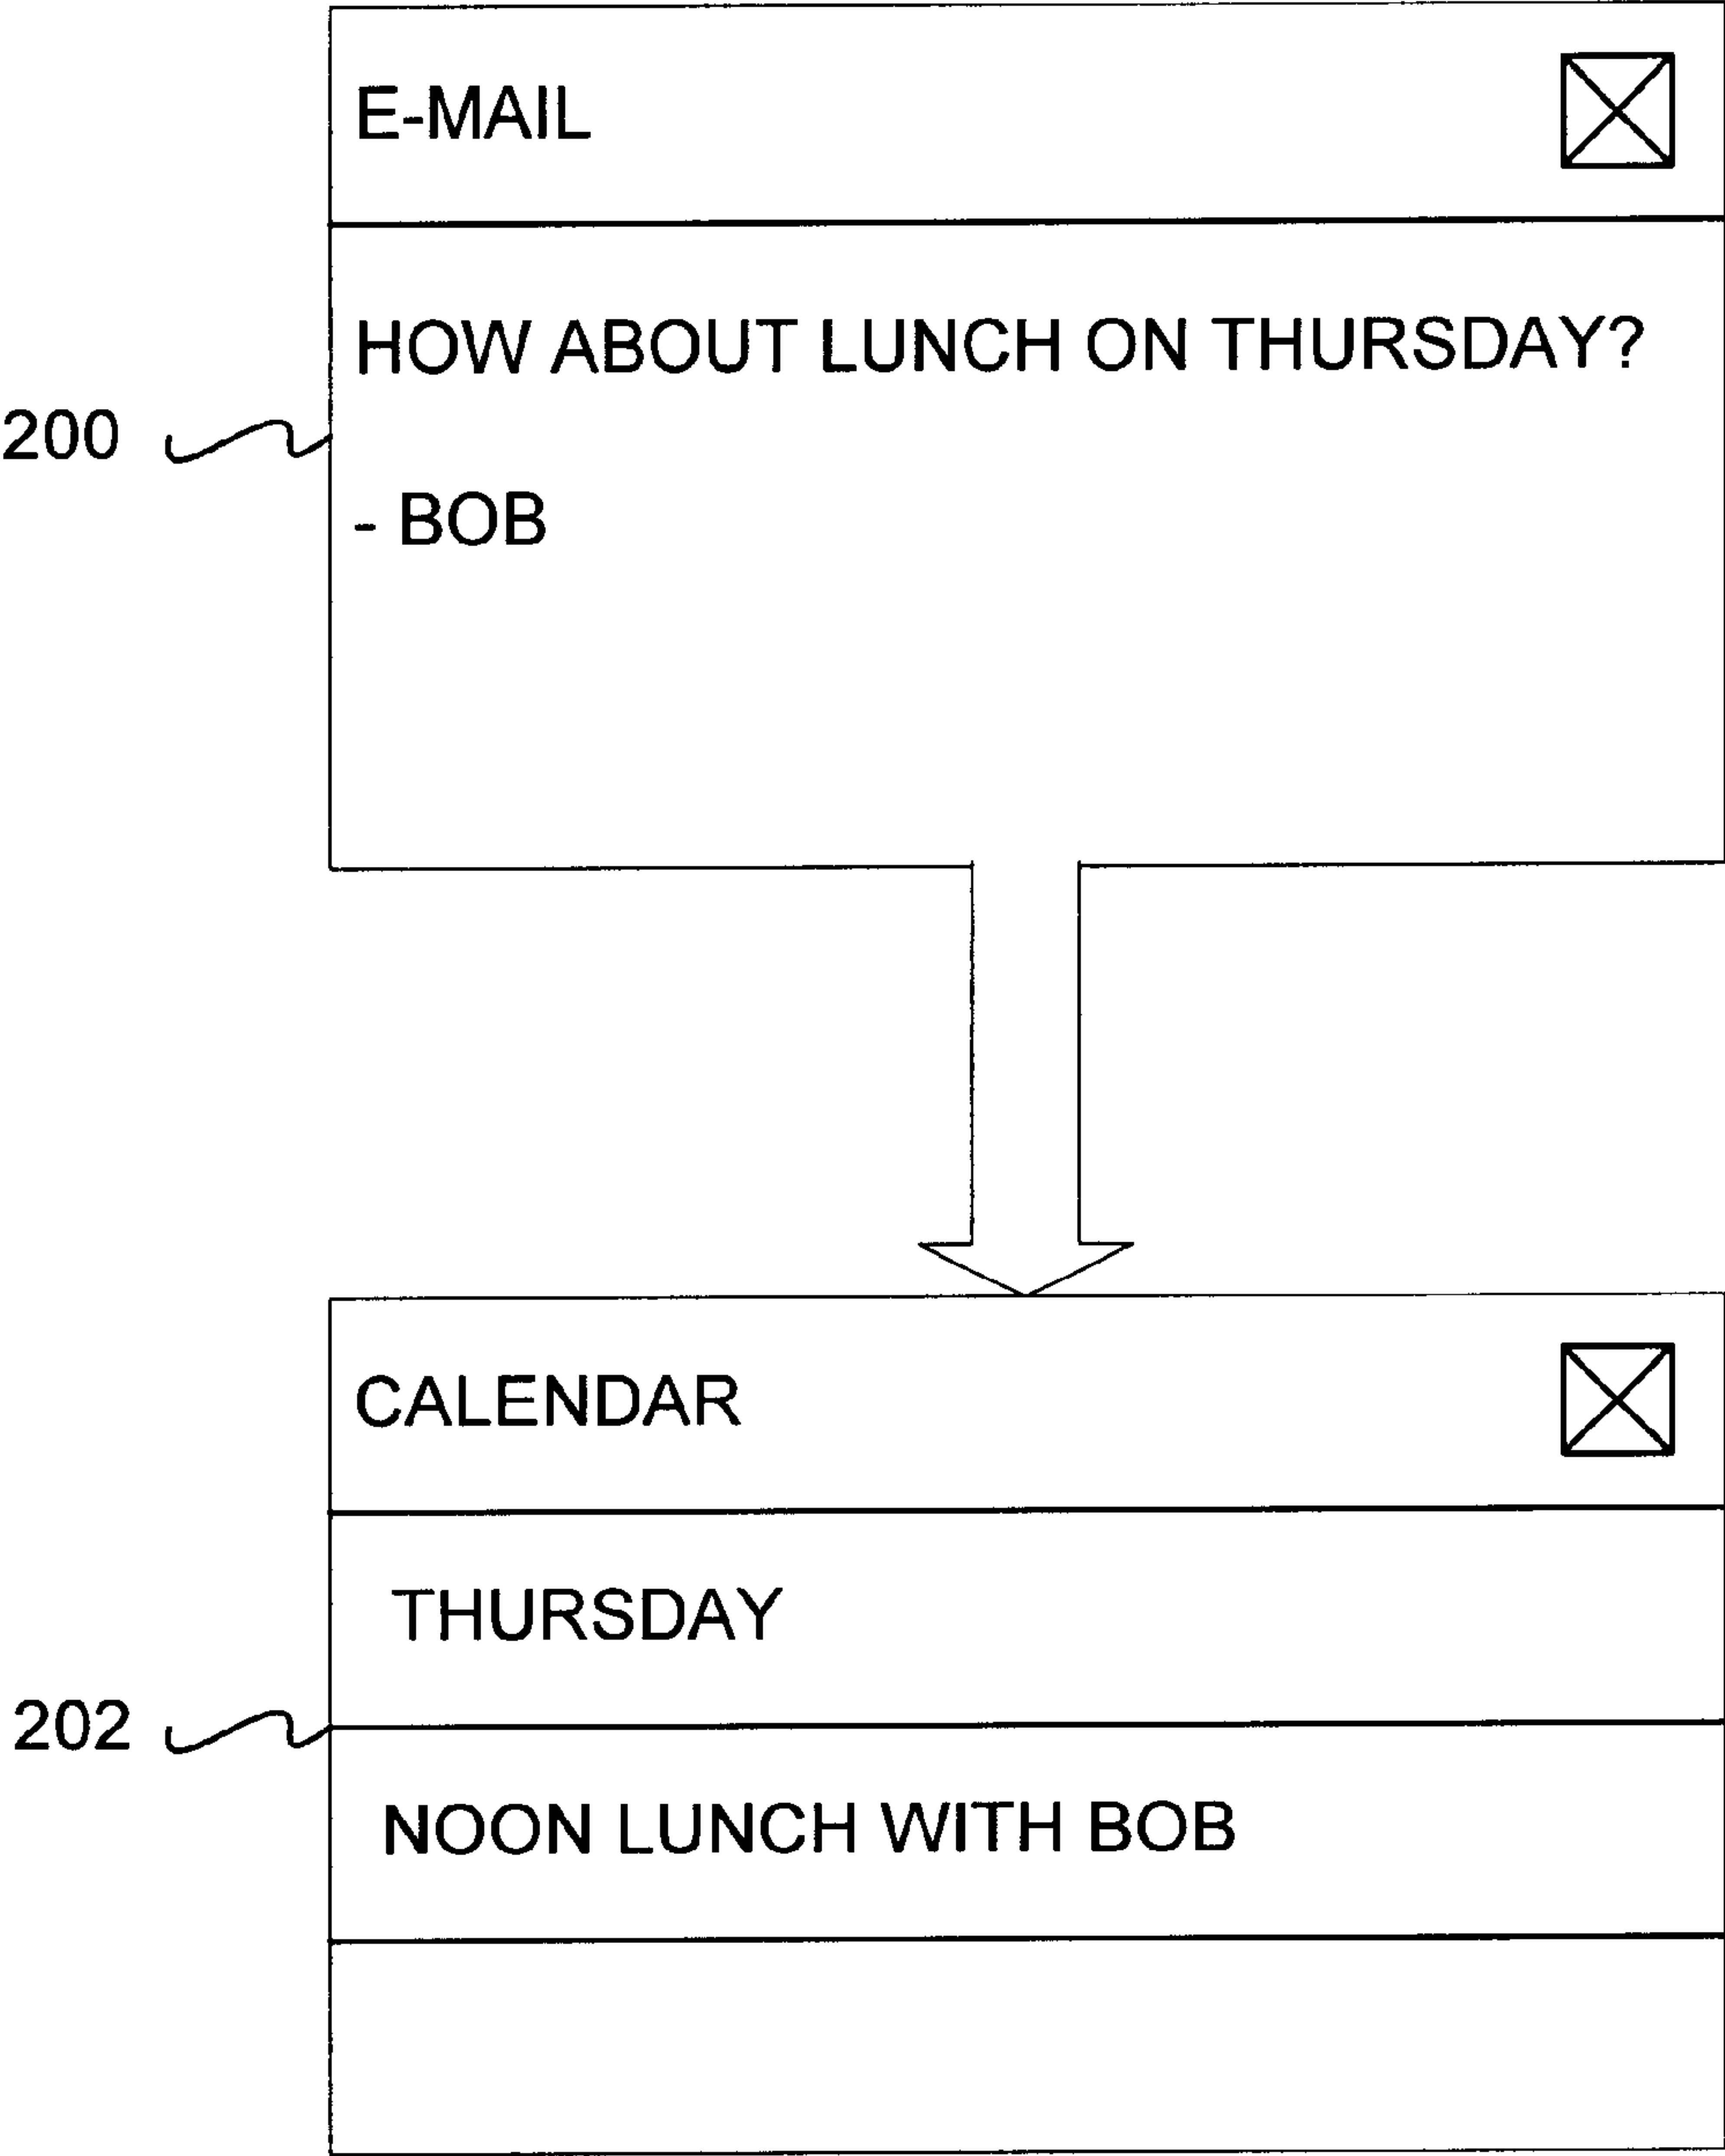 E-MAIL
HOW ABOUT LUNCH ON THURSDAY?
200
- BOB
CALENDAR
THURSDAY
202
NOON LUNCH WITH BOB